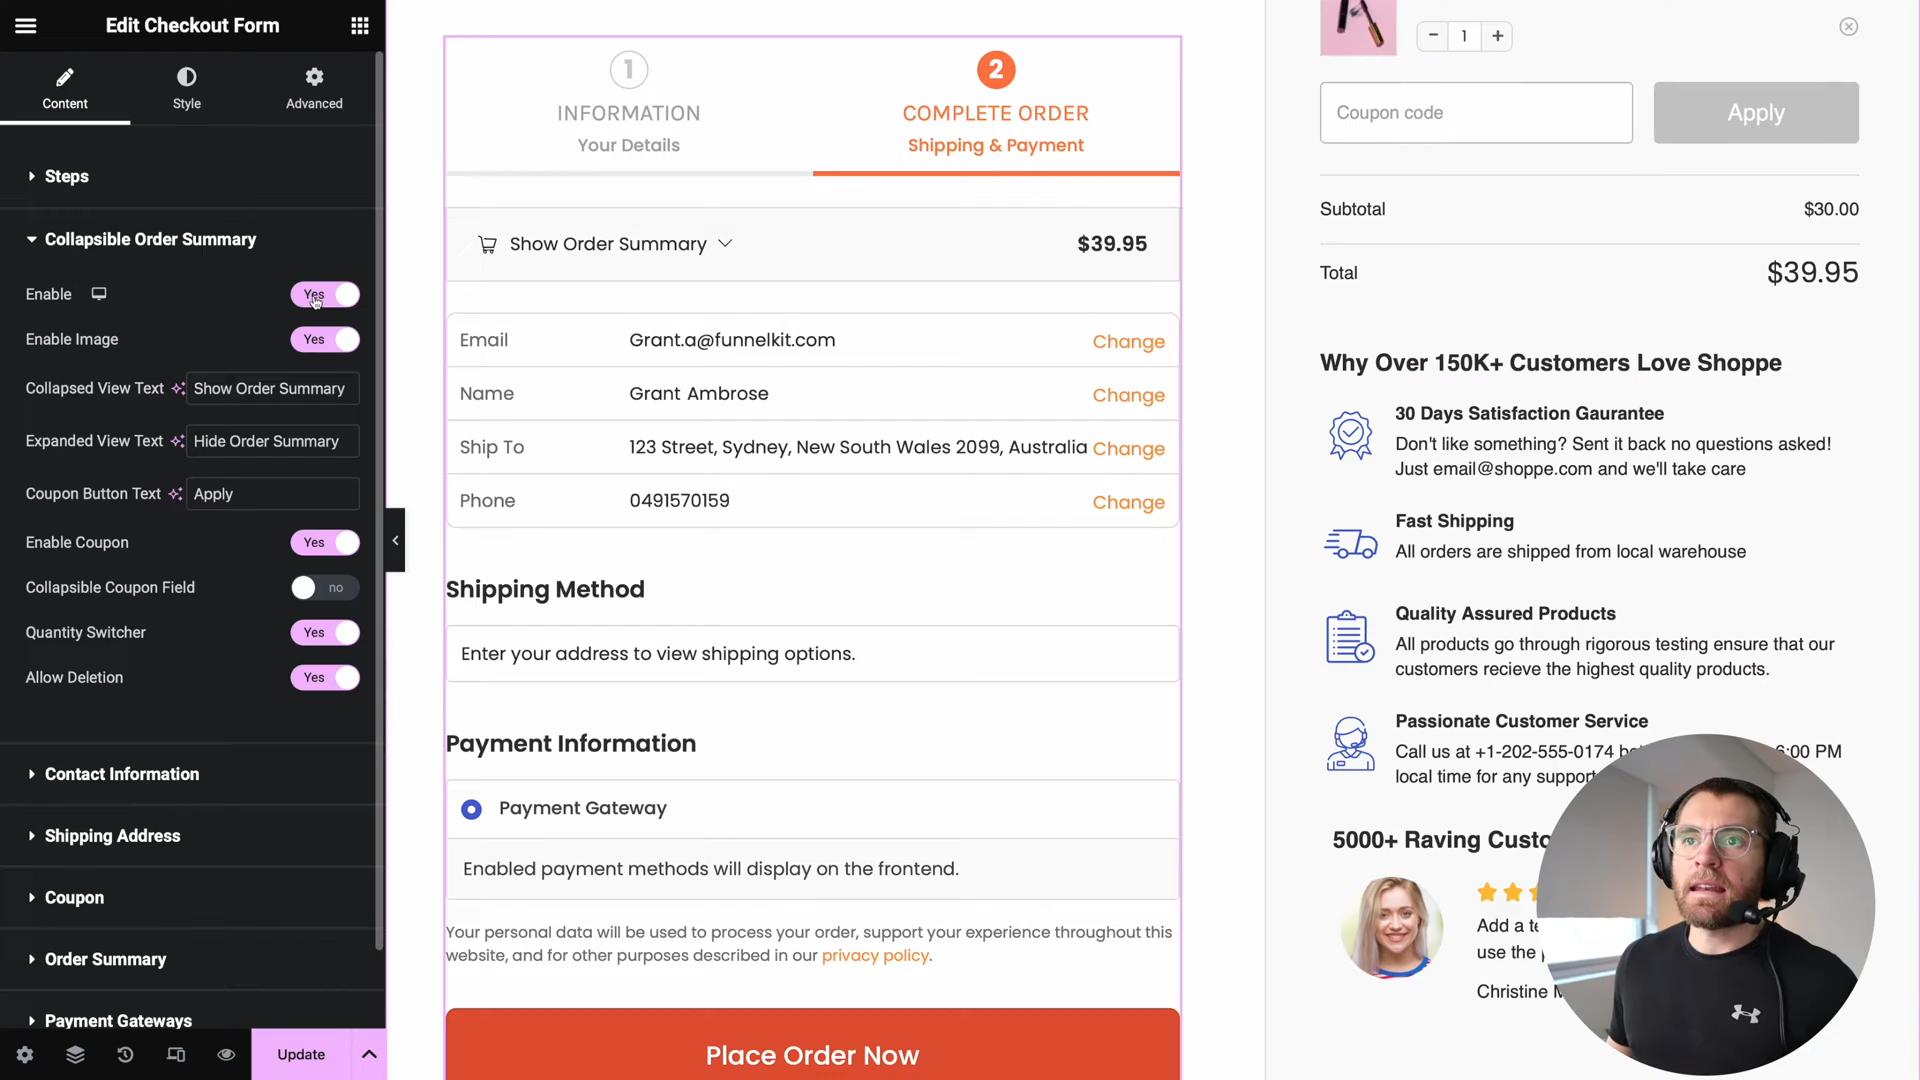 Edit Checkout Form
Content
Style
Advanced
Steps
Collapsible Order Summary
Enable
Yes
Enable Image
Yes
Collapsed View Text
Show Order Summary
Expanded View Text
Hide Order Summary
Coupon Button Text
Apply
Enable Coupon
Yes
Collapsible Coupon Field
no
Quantity Switcher
Yes
Allow Deletion
Yes
Contact Information
Shipping Address
Coupon
Order Summary
Payment Gateways
Update
1
INFORMATION
Your Details
2
COMPLETE ORDER
Shipping & Payment
Show Order Summary
$39.95
Email
Grant.a@funnelkit.com
Change
Name
Grant Ambrose
Change
Ship To
123 Street, Sydney, New South Wales 2099, Australia
Change
Phone
0491570159
Change
Shipping Method
Enter your address to view shipping options.
Payment Information
Payment Gateway
Enabled payment methods will display on the frontend.
Your personal data will be used to process your order, support your experience throughout this
website, and for other purposes described in our privacy policy.
Place Order Now
1
Coupon code
Apply
Subtotal
$30.00
Total
$39.95
Why Over 150K+ Customers Love Shoppe
30 Days Satisfaction Gaurantee
Don't like something? Sent it back no questions asked!
Just email@shoppe.com and we'll take care
Fast Shipping
All orders are shipped from local warehouse
Quality Assured Products
All products go through rigorous testing ensure that our
customers recieve the highest quality products.
Passionate Customer Service
Call us at +1-202-555-0174 6:00 PM
local time for any support
5000+ Raving
Add a
use the
Christine